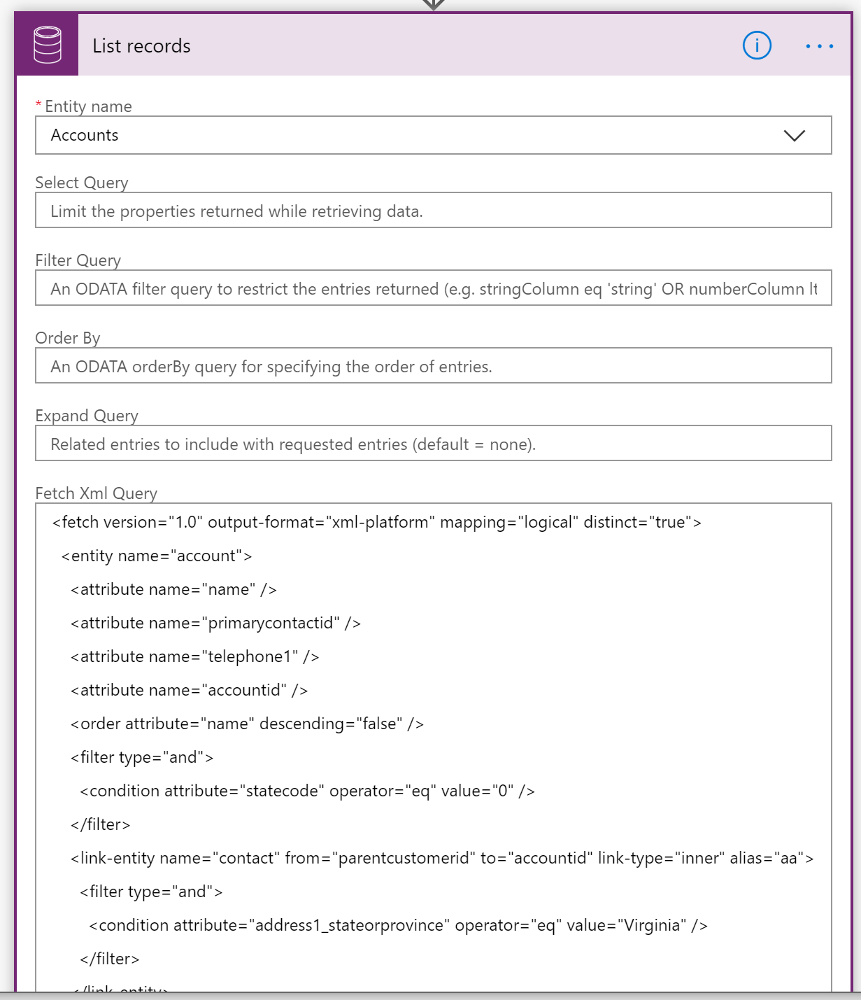 List records
* Entity name
Accounts
Select Query
Limit the properties returned while retrieving data.
Filter Query
An ODATA filter query to restrict the entries returned (e.g. stringColumn eq 'string' OR numberColumn lt
Order By
An ODATA orderBy query for specifying the order of entries.
Expand Query
Related entries to include with requested entries (default = none).
Fetch Xml Query
<fetch version="1.0" output-format="xml-platform" mapping="logical" distinct="true">
<entity name="account">
<attribute name="name" />
<attribute name="primarycontactid" />
<attribute name="telephone1" />
<attribute name="accountid" />
<order attribute="name" descending="false" />
<filter type="and">
<condition attribute="statecode" operator="eq" value="0" />
</filter>
<link-entity name="contact" from="parentcustomerid" to="accountid" link-type="inner" alias="aa">
<filter type="and">
<condition attribute="address1_stateorprovince" operator="eq" value="Virginia" />
</filter>
</link-entity>